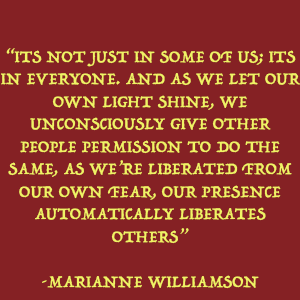 “ITS NOT JUST IN SOME OF US; ITS
IN EVERYONE. AND AS WE LET OUR
OWN LIGHT SHINE, WE
UNCONSCIOUSLY GIVE OTHER
PEOPLE PERMISSION TO DO THE
SAME, AS WE’RE LIBERATED FROM
OUR OWN FEAR, OUR PRESENCE
AUTOMATICALLY LIBERATES
OTHERS”
-MARIANNE WILLIAMSON